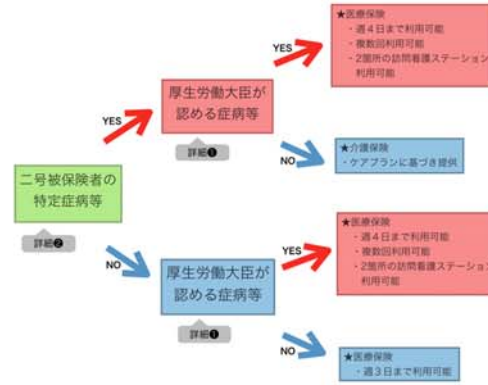 ★医療保険
・週４日まで利用可能
・複数回利用可能
・2箇所の訪問看護ステーション
利用可能
YES
厚生労働大臣が
認める症病等
YES
詳細❶
NO
★介護保険
・ケアプランに基づき提供
二号被保険者の
特定症病等
詳細❷
★医療保険
・週４日まで利用可能
・複数回利用可能
・2箇所の訪問看護ステーション
利用可能
YES
NO
厚生労働大臣が
認める症病等
詳細❶
NO
★医療保険
・週３日まで利用可能